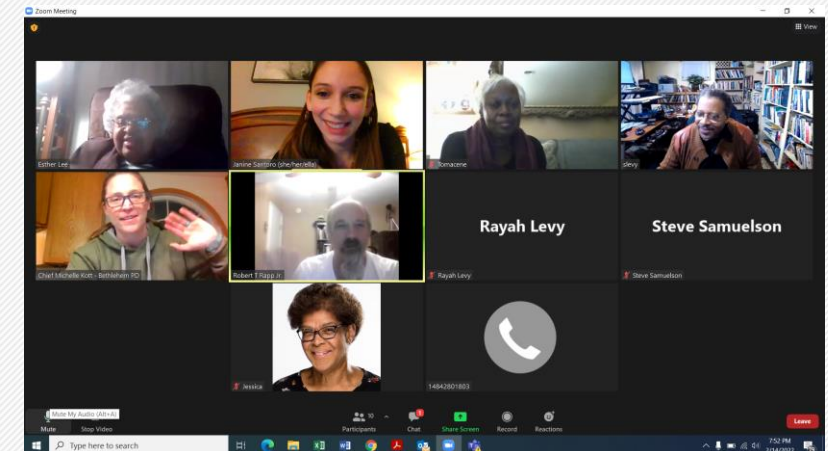 Zoom Meeting
View
Esther Lee
Janine Santoro (she/her/ella)
Tomacene
slevy
Chief Michelle Kott - Bethlehem PD
Robert T Rapp Jr
Rayah Levy
Rayah Levy
Steve Samuelson
Steve Samuelson
Jessica
14842801803
Mute My Audio (Alt+A)
Mute
Stop Video
Participants
10
Chat
1
Share Screen
Record
Reactions
Leave
Type here to search
7:52 PM